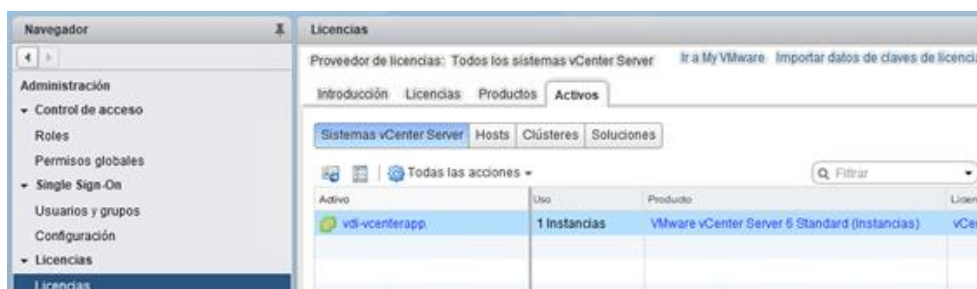 Navegador
Administración
Control de acceso
Roles
Permisos globales
Single Sign-On
Usuarios y grupos
Configuración
Licencias
Licencias
Licencias
Proveedor de licencias: Todos los sistemas vCenter Server Ir a My VMware Importar datos de claves de licencia
Introducción Licencias Productos Activos
Sistemas vCenter Server Hosts Clústeres Soluciones
Todas las acciones Filtrar
Activo Uso Producto Licen
vdi-vcenterapp 1 Instancias VMware vCenter Server 6 Standard (Instancias) vCe